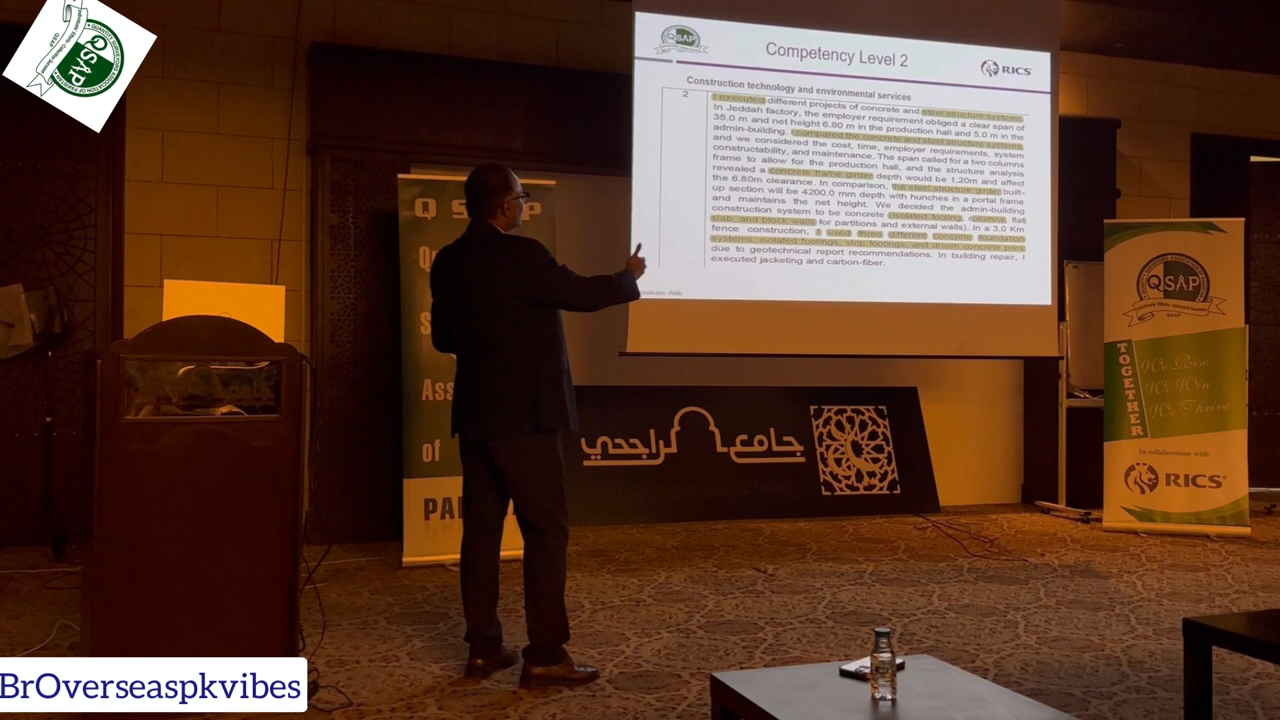 QUANTITY SURVEYORS ASSOCIATION OF PAKISTAN
QSAP
QSAP
Competency Level 2
RICS
Construction technology and environmental services
2
I executed different projects of concrete and steel structure systems.
In Jeddah factory, the employer requirement obliged a clear span of
35.0 m and net height 6.80 m in the production hall and 5.0 m in the
admin-building. I compared the concrete and steel structure systems,
and we considered the cost, time, employer requirements, system
constructability, and maintenance. The span called for a two columns
frame to allow for the production hall, and the structure analysis
revealed a concrete frame girder depth would be 1.20m and affect
the 6.80m clearance. In comparison, the steel structure girder built-
up section will be 4200.0 mm depth with hunches in a portal frame
and maintains the net height. We decided the admin-building
construction system to be concrete (isolated footing, columns, flat
slab, and block walls for partitions and external walls). In a 3.0 Km
fence construction, I used three different concrete foundation
systems, isolated footings, strip footings, and driven concrete piles
due to geotechnical report recommendations. In building repair, I
executed jacketing and carbon-fiber.
Q S P
Ass
of
PA
جامع الراجحي
QSAP
QSAP
TOGETHER
We Rise
We Win
We Thrive
In collaboration with
RICS
BrOverseaspkvibes